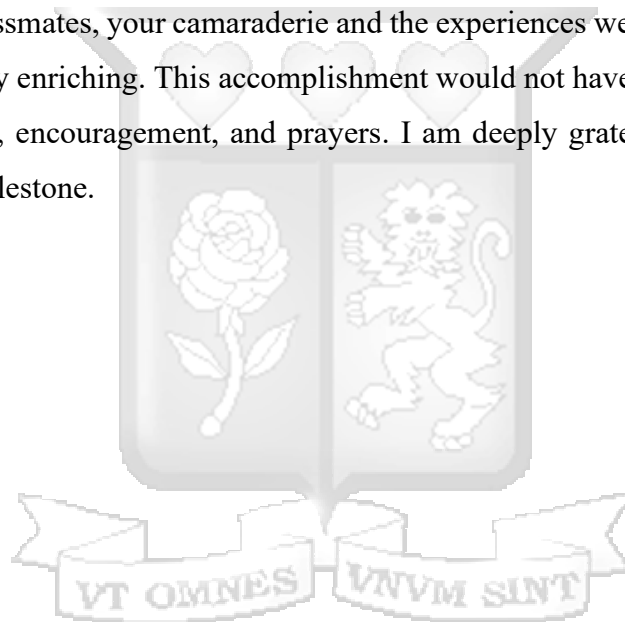 ssmates, your camaraderie and the experiences we
y enriching. This accomplishment would not have
, encouragement, and prayers. I am deeply grate
lestone.
VT OMNES VNVM SINT